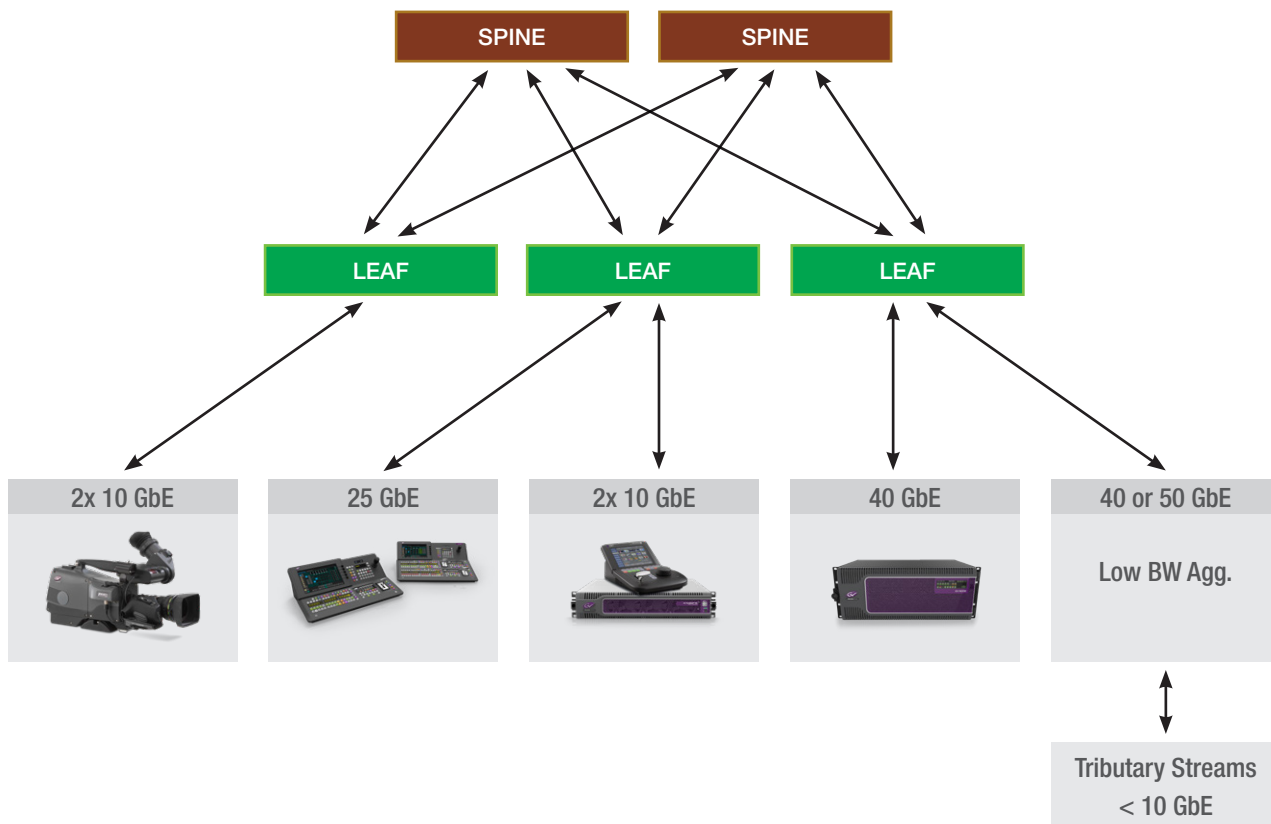 SPINE
SPINE
LEAF
LEAF
LEAF
2x 10 GbE
25 GbE
2x 10 GbE
40 GbE
40 or 50 GbE
Low BW Agg.
Tributary Streams
< 10 GbE